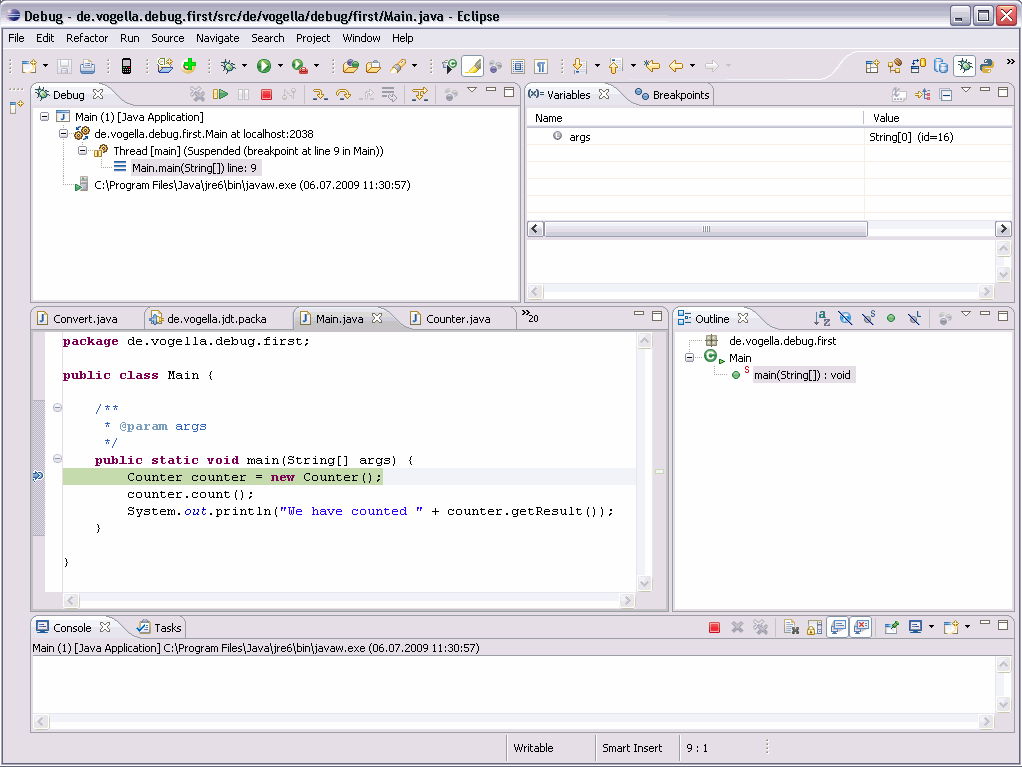 Debug - de.vogella.debug.first/src/de/vogella/debug/first/Main.java - Eclipse
File Edit Refactor Run Source Navigate Search Project Window Help
Debug
Main (1) [Java Application]
de.vogella.debug.first.Main at localhost:2038
Thread [main] (Suspended (breakpoint at line 9 in Main))
Main.main(String[]) line: 9
C:\Program Files\Java\jre6\bin\javaw.exe (06.07.2009 11:30:57)
(x)= Variables Breakpoints
Name Value
args String[0] (id=16)
Convert.java de.vogella.jdt.packa Main.java Counter.java »20
package de.vogella.debug.first;
public class Main {
/**
* @param args
*/
public static void main(String[] args) {
Counter counter = new Counter();
counter.count();
System.out.println("We have counted " + counter.getResult());
}
}
Outline
de.vogella.debug.first
Main
main(String[]) : void
Console Tasks
Main (1) [Java Application] C:\Program Files\Java\jre6\bin\javaw.exe (06.07.2009 11:30:57)
Writable Smart Insert 9 : 1